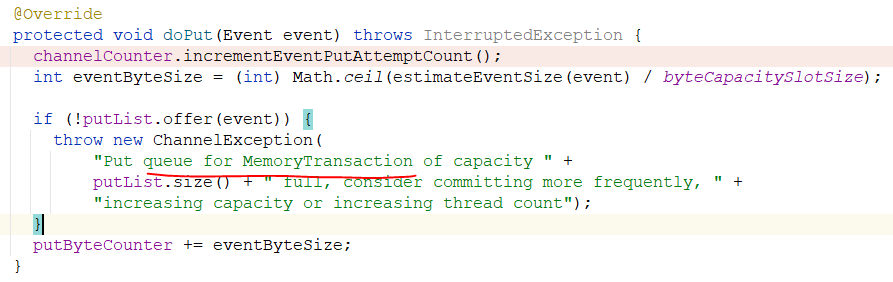 @Override
protected void doPut(Event event) throws InterruptedException {
channelCounter.incrementEventPutAttemptCount();
int eventByteSize = (int) Math.ceil(estimateEventSize(event) / byteCapacitySlotSize);
if (!putList.offer(event)) {
throw new ChannelException(
"Put queue for MemoryTransaction of capacity " +
putList.size() + " full, consider committing more frequently, " +
"increasing capacity or increasing thread count");
}
putByteCounter += eventByteSize;
}